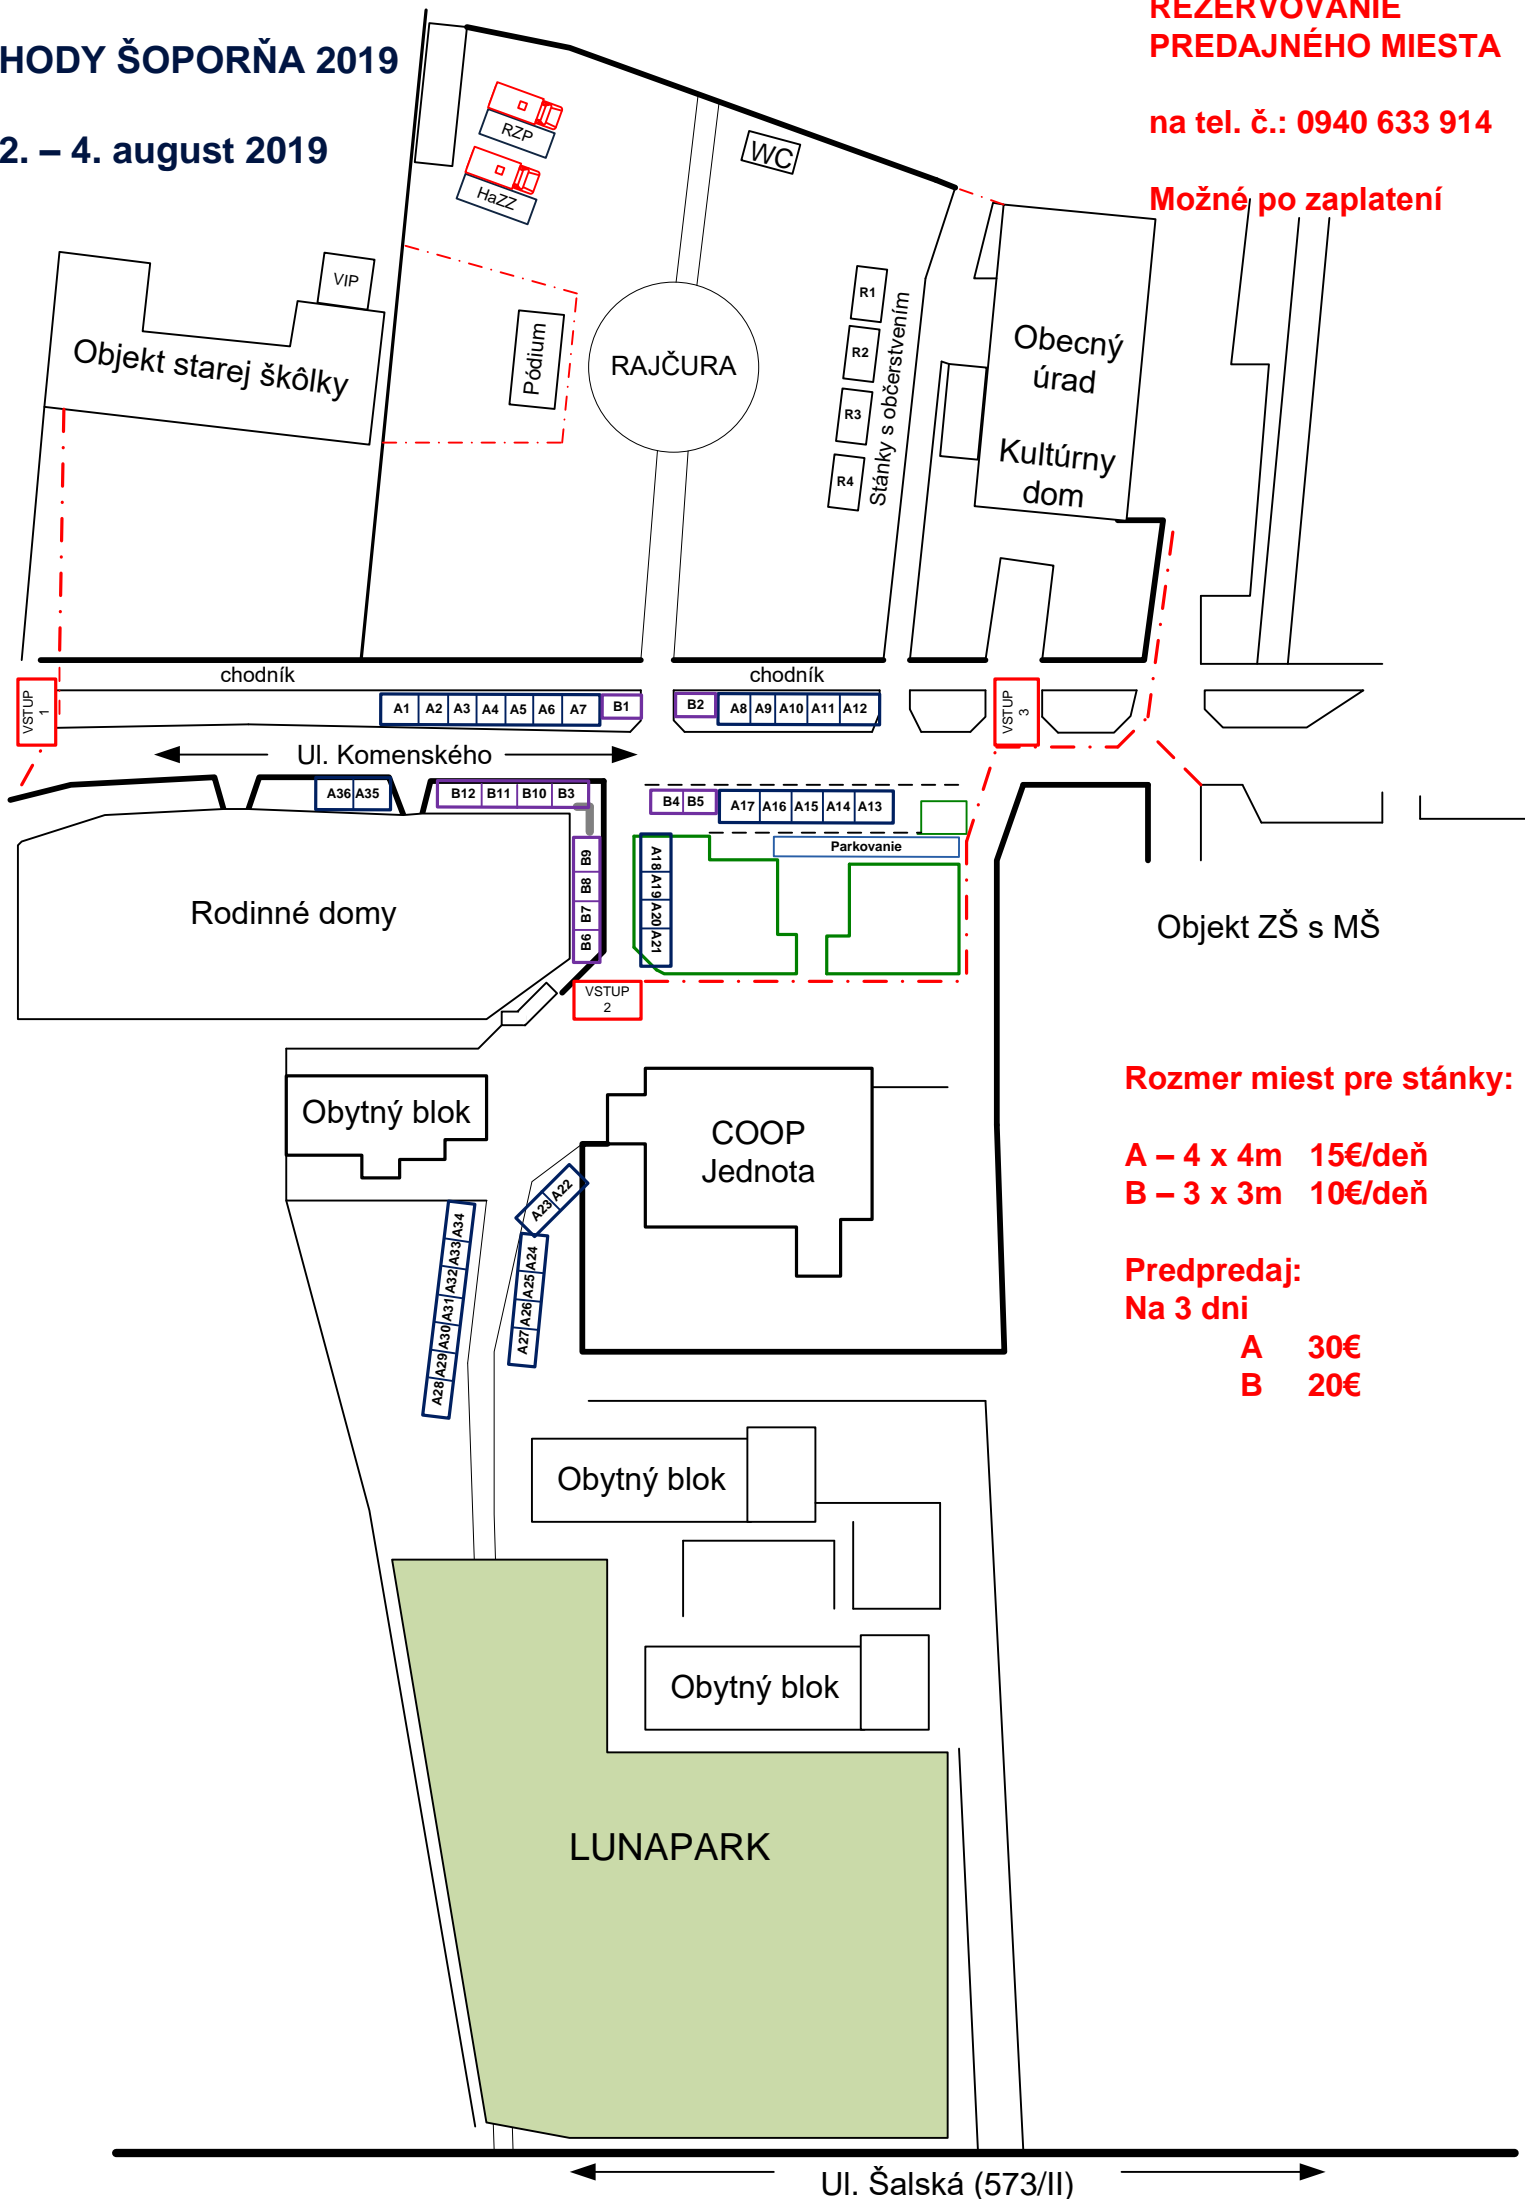 HODY ŠOPORŇA 2019
2. – 4. august 2019
REZERVOVANIE
PREDAJNÉHO MIESTA
na tel. č.: 0940 633 914
Možné po zaplatení
RZP
HaZZ
WC
VIP
Objekt starej škôlky
Pódium
RAJČURA
R1
R2
R3
R4
Stánky s občerstvením
Obecný
úrad
Kultúrny
dom
chodník
chodník
VSTUP
1
A1 A2 A3 A4 A5 A6 A7 B1
B2 A8 A9 A10 A11 A12
VSTUP
3
Ul. Komenského
A36 A35
B12 B11 B10 B3
B4 B5 A17 A16 A15 A14 A13
Parkovanie
B9
B8
B7
B6
A18
A19
A20
A21
Rodinné domy
Objekt ZŠ s MŠ
VSTUP
2
Obytný blok
COOP
Jednota
Rozmer miest pre stánky:
A – 4 x 4m 15€/deň
B – 3 x 3m 10€/deň
Predpredaj:
Na 3 dni
A 30€
B 20€
A23 A22
A34
A33
A32
A31
A30
A29
A28
A24
A25
A26
A27
Obytný blok
Obytný blok
LUNAPARK
Ul. Šalská (573/II)